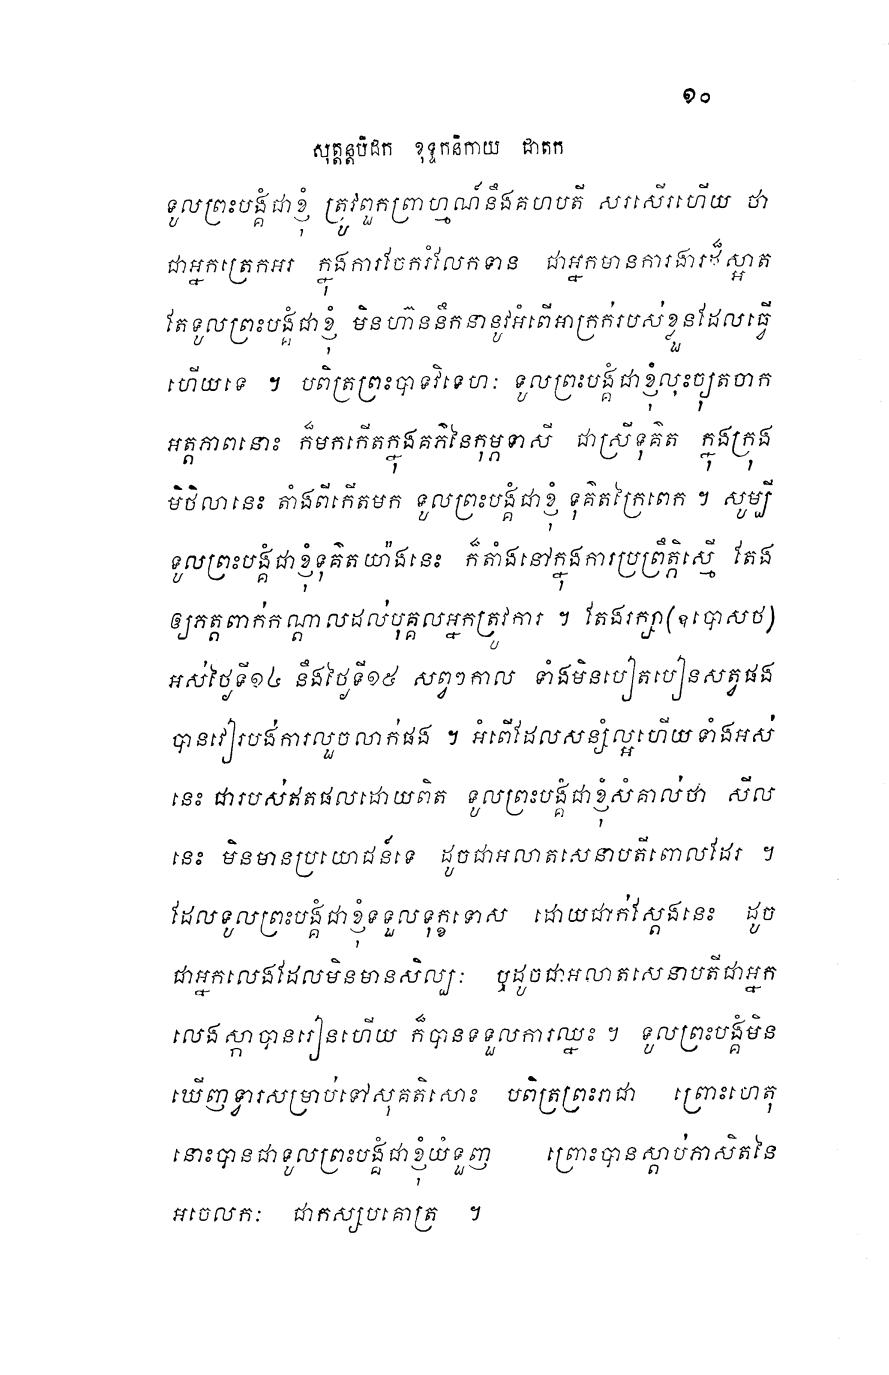 ១០
សុត្តន្តបិដក ខុទ្ទកនិកាយ ជាតក
ទូលព្រះបង្គំជាខ្ញុំ ត្រូវពួកព្រាហ្មណ៍នឹងគហបតី សរសើរហើយ ថា
ជាអ្នកត្រេកអរ ក្នុងការចែករំលែកទាន ជាអ្នកមានការងារដ៏ស្អាត
តែទូលព្រះបង្គំជាខ្ញុំ មិនហ៊ាននឹកនានូវអំពើអាក្រក់របស់ខ្លួនដែលធ្វើ
ហើយទេ ។ បពិត្រព្រះបាទវិទេហៈ ទូលព្រះបង្គំជាខ្ញុំលុះច្យុតចាក
អត្តភាពនោះ ក៏មកកើតក្នុងគភ៌នៃកុម្ភទាសី ជាស្រីទុគ៌ត ក្នុងក្រុង
មិថិលានេះ តាំងពីកើតមក ទូលព្រះបង្គំជាខ្ញុំ ទុគ៌តក្រៃពេក ។ សូម្បី
ទូលព្រះបង្គំជាខ្ញុំទុគ៌តយ៉ាងនេះ ក៏តាំងនៅក្នុងការប្រព្រឹត្តិស្មើ តែង
ឲ្យភត្តពាក់កណ្តាលដល់បុគ្គលអ្នកត្រូវការ ។ តែងរក្សា(ឧបោសថ)
អស់ថ្ងៃទី១៤ នឹងថ្ងៃទី១៥ សព្វៗកាល ទាំងមិនបៀតបៀនសត្វផង
បានវៀរបង់ការលួចលាក់ផង ។ អំពើដែលសន្សំល្អហើយទាំងអស់
នេះ ជារបស់ឥតផលដោយពិត ទូលព្រះបង្គំជាខ្ញុំសំគាល់ថា សីល
នេះ មិនមានប្រយោជន៍ទេ ដូចជាអលាតសេនាបតីពោលដែរ ។
ដែលទូលព្រះបង្គំជាខ្ញុំទទួលទុក្ខទោស ដោយជាក់ស្តែងនេះ ដូច
ជាអ្នកលេងដែលមិនមានសិល្បៈ ឬដូចជាអលាតសេនាបតីជាអ្នក
លេងស្កាបានរៀនហើយ ក៏បានទទួលការឈ្នះ ។ ទូលព្រះបង្គំមិន
ឃើញទ្វារសម្រាប់ទៅសុគតិសោះ បពិត្រព្រះរាជា ព្រោះហេតុ
នោះបានជាទូលព្រះបង្គំជាខ្ញុំយំទួញ ព្រោះបានស្តាប់ភាសិតនៃ
អចេលកៈ ជាកស្សបគោត្រ ។